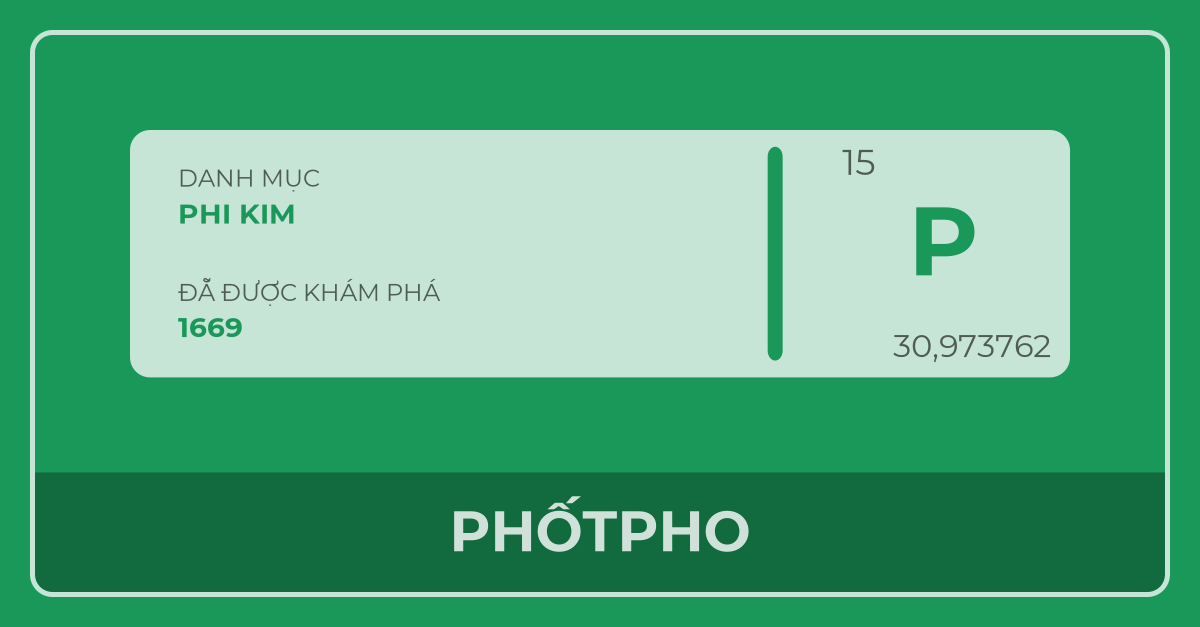 DANH MỤC
PHI KIM
ĐÃ ĐƯỢC KHÁM PHÁ
1669
15
P
30,973762
PHỐTPHO